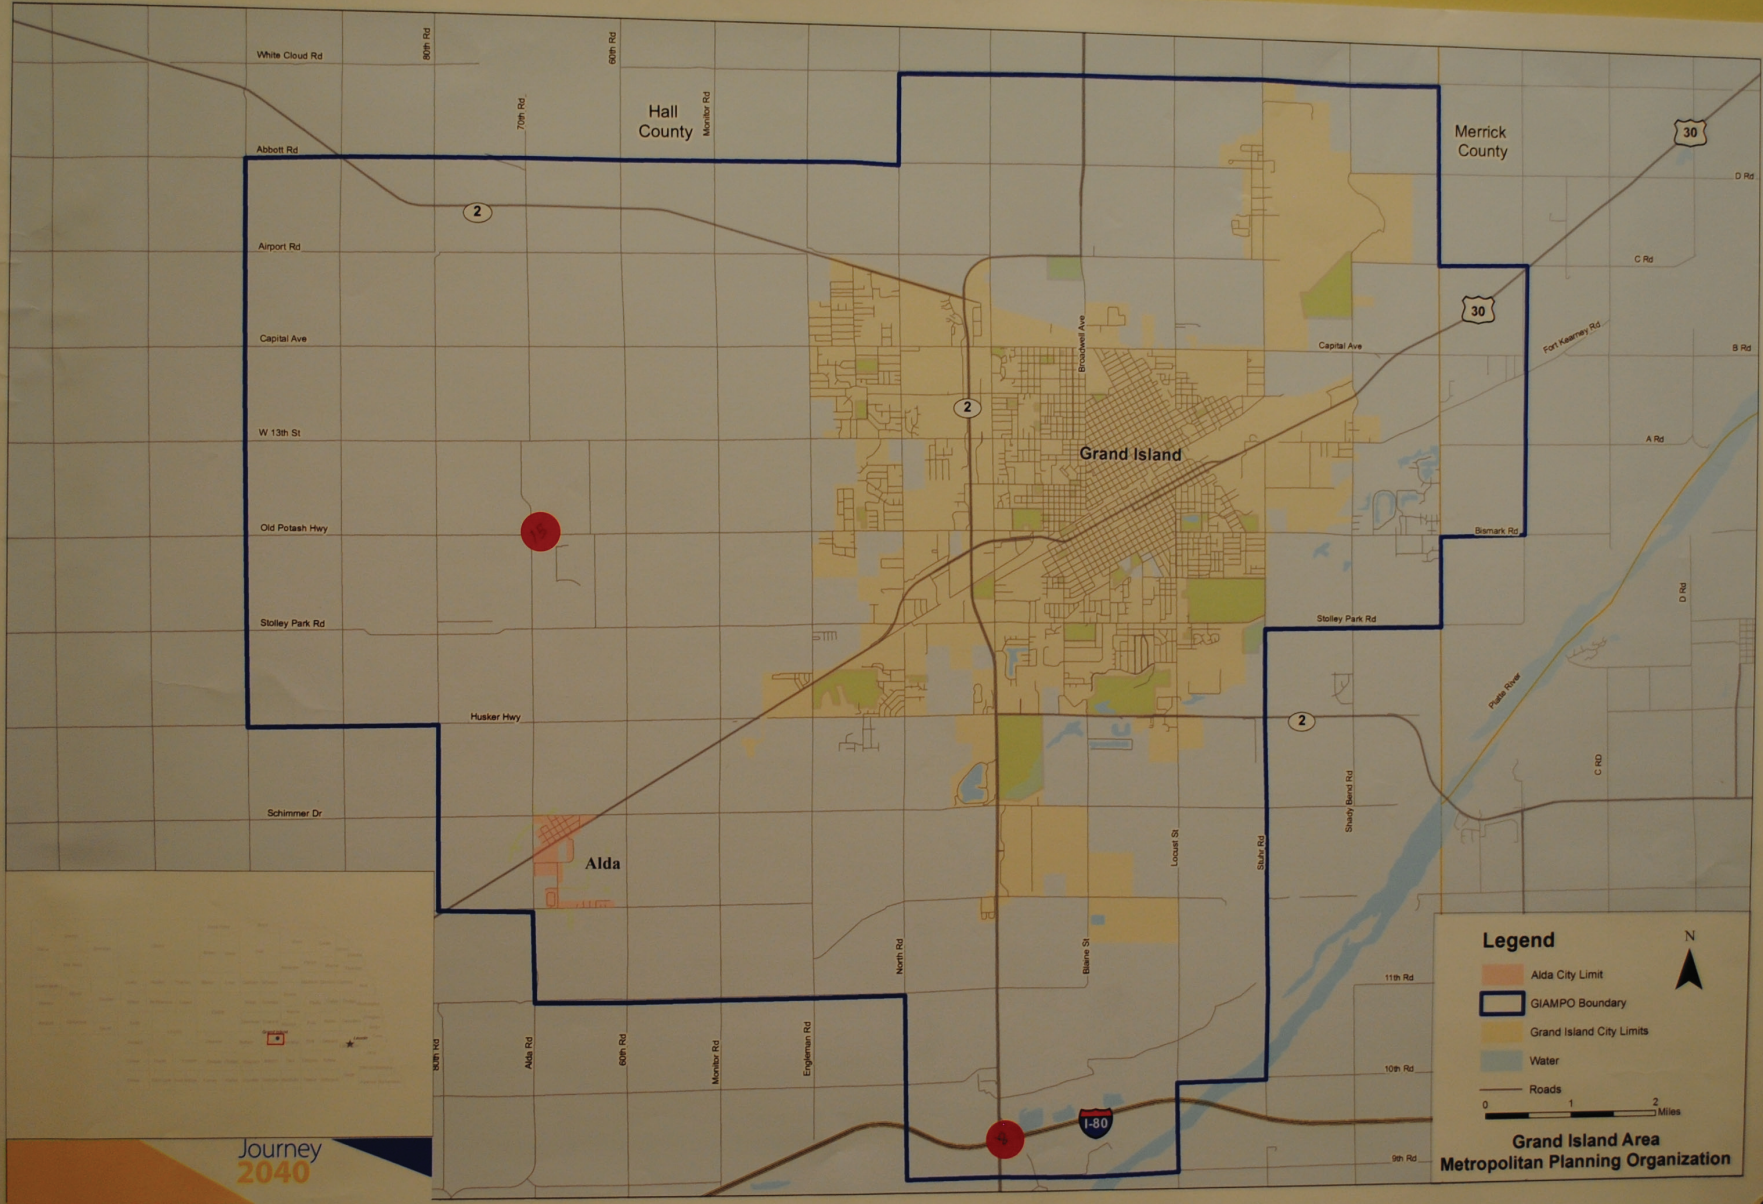 White Cloud Rd
80th Rd
60th Rd
70th Rd
Monitor Rd
Hall
County
Merrick
County
30
Abbott Rd
D Rd
2
Airport Rd
C Rd
30
Fort Kearney Rd
Capital Ave
Broadwell Ave
Capital Ave
B Rd
2
W 13th St
Grand Island
A Rd
15
Old Potash Hwy
Bismark Rd
Stolley Park Rd
Stolley Park Rd
D Rd
Platte River
Husker Hwy
2
C RD
Schimmer Dr
Shady Bend Rd
Locust St
Stuhr Rd
Alda
North Rd
Blaine St
11th Rd
80th Rd
Alda Rd
60th Rd
Monitor Rd
Engleman Rd
10th Rd
I-80
9th Rd
Legend
N
Alda City Limit
GIAMPO Boundary
Grand Island City Limits
Water
Roads
0 1 2
Miles
Grand Island Area
Metropolitan Planning Organization
Journey
2040